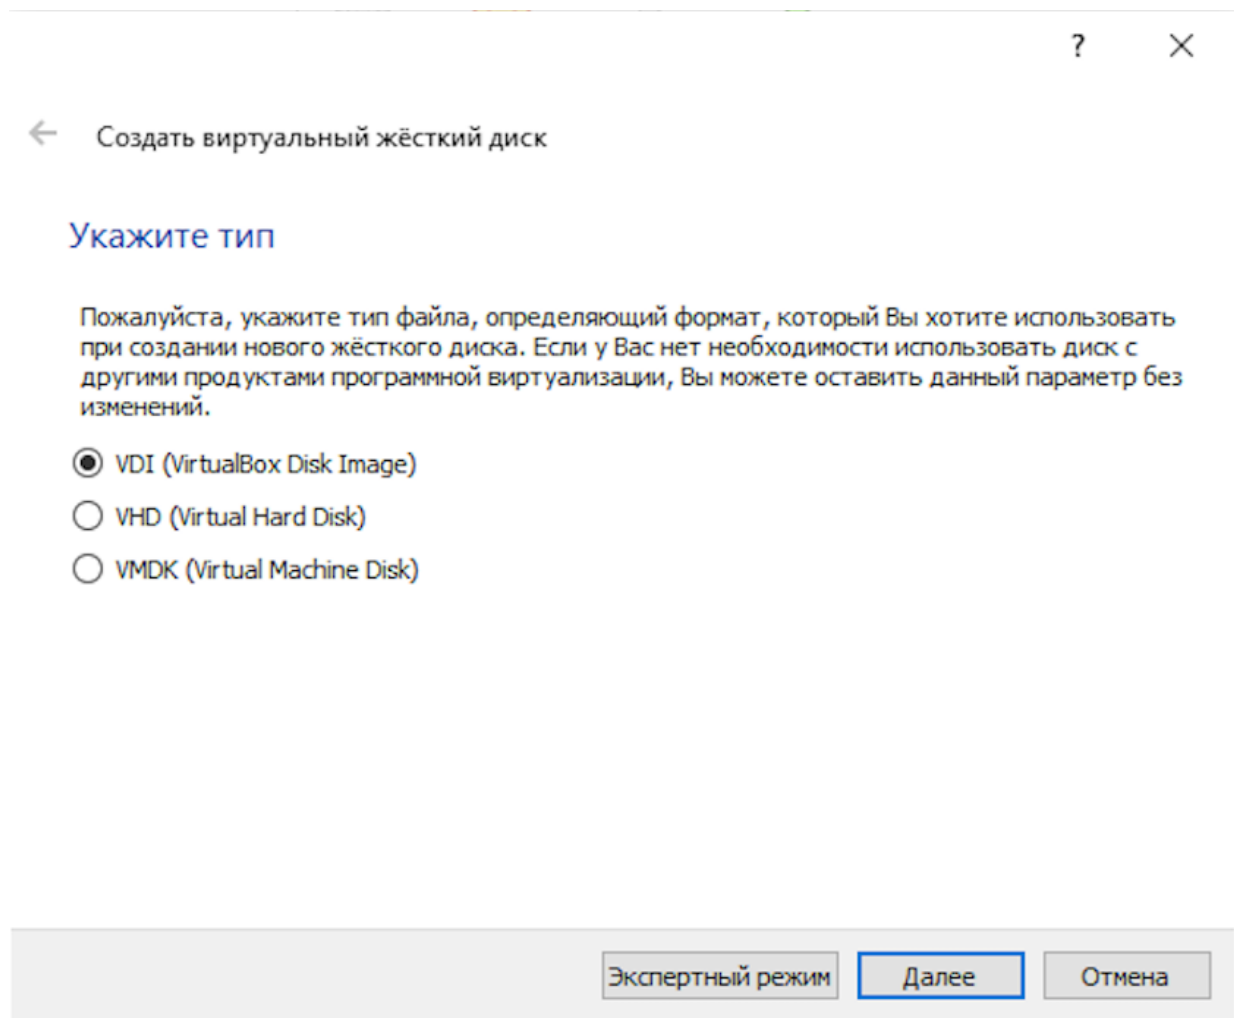 ?
Создать виртуальный жёсткий диск
Укажите тип
Пожалуйста, укажите тип файла, определяющий формат, который Вы хотите использовать
при создании нового жёсткого диска. Если у Вас нет необходимости использовать диск с
другими продуктами программной виртуализации, Вы можете оставить данный параметр без
изменений.
VDI (VirtualBox Disk Image)
VHD (Virtual Hard Disk)
VMDK (Virtual Machine Disk)
Экспертный режим Далее Отмена